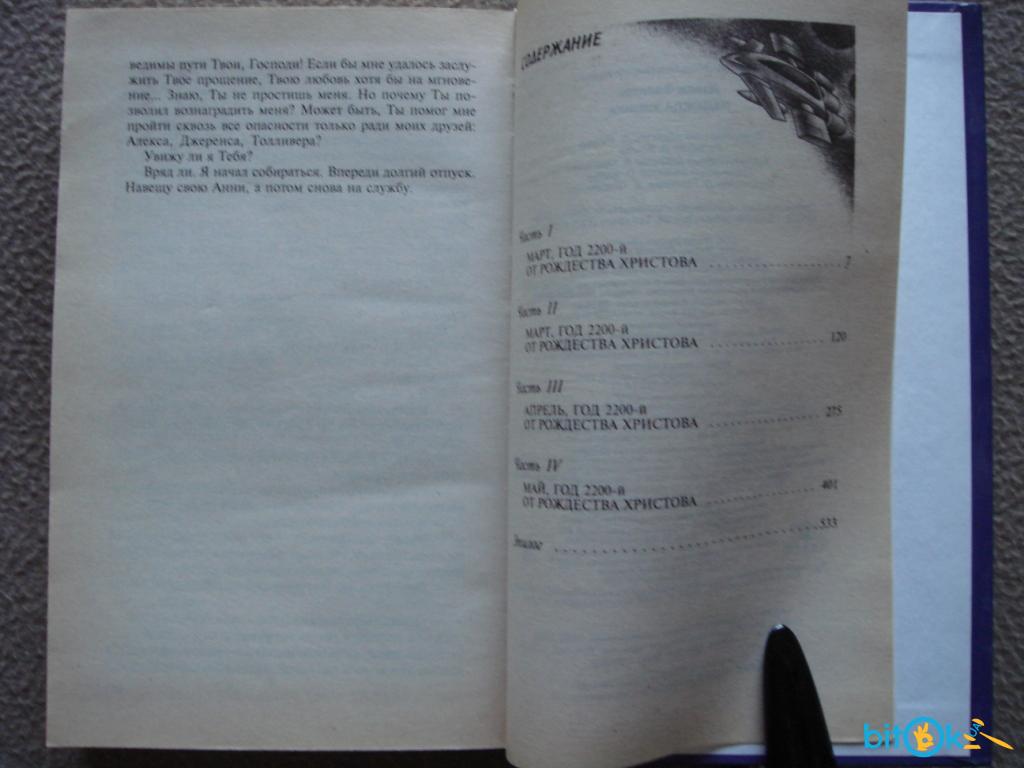 ведимы пути Твои, Господи! Если бы мне удалось заслу-
жить Твое прощение, Твою любовь хотя бы на мгнове-
ние... Знаю, Ты не простишь меня. Но почему Ты по-
зволил вознаградить меня? Может быть, Ты помог мне
пройти сквозь все опасности только ради моих друзей:
Алекса, Джеренса, Толливера?
Увижу ли я Тебя?
Вряд ли. Я начал собираться. Впереди долгий отпуск.
Навещу свою Анни, а потом снова на службу.
СОДЕРЖАНИЕ
Часть I
МАРТ, ГОД 2200-й
ОТ РОЖДЕСТВА ХРИСТОВА .................... 7
Часть II
МАРТ, ГОД 2200-й
ОТ РОЖДЕСТВА ХРИСТОВА .................... 120
Часть III
АПРЕЛЬ, ГОД 2200-й
ОТ РОЖДЕСТВА ХРИСТОВА .................... 275
Часть IV
МАЙ, ГОД 2200-й
ОТ РОЖДЕСТВА ХРИСТОВА .................... 401
Эпилог .................... 533
bitok.ua